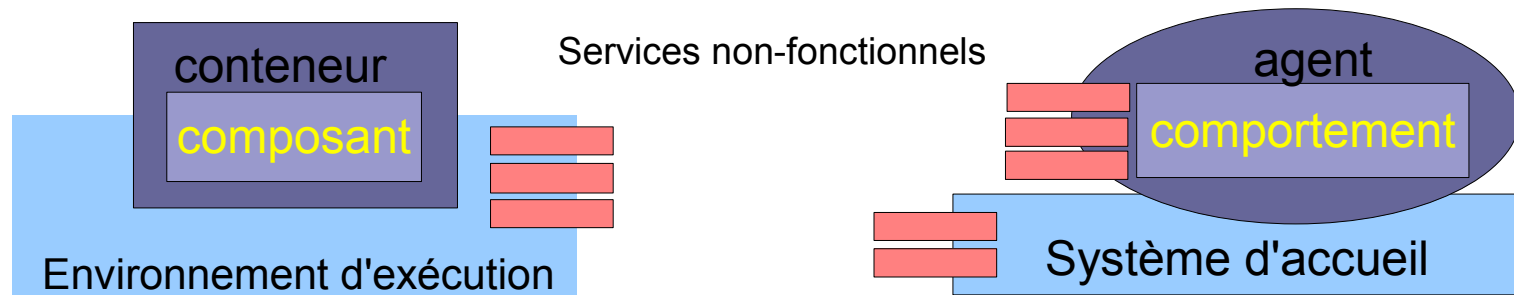 conteneur
composant
Environnement d'exécution
Services non-fonctionnels
agent
comportement
Système d'accueil